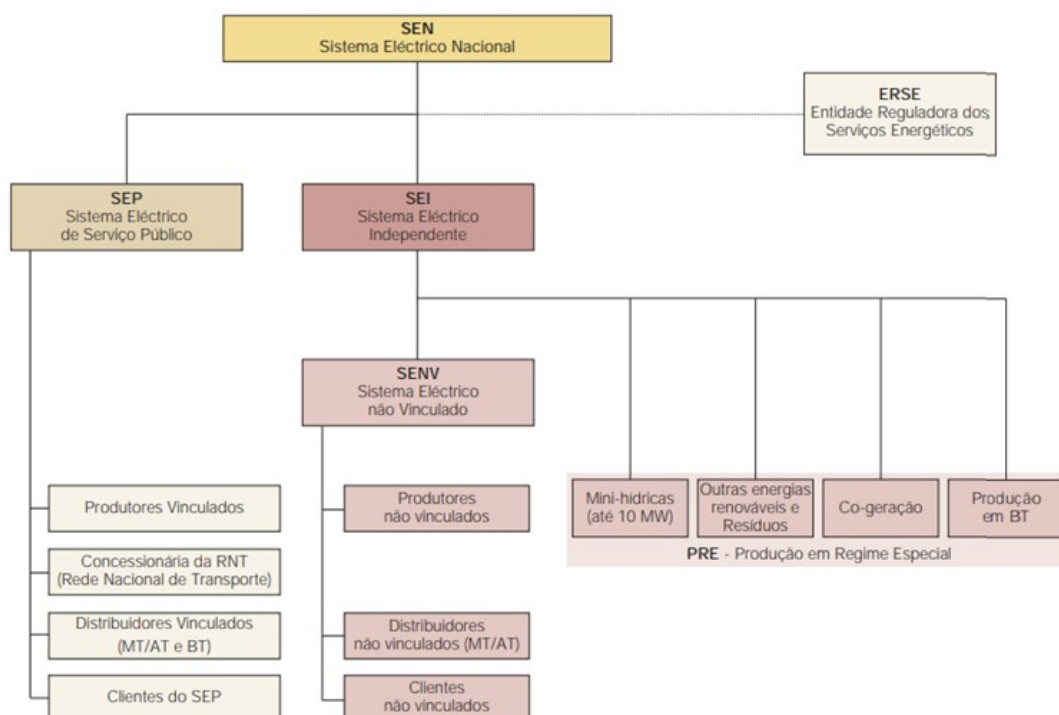 SEN
Sistema Eléctrico Nacional
ERSE
Entidade Reguladora dos
Serviços Energéticos
SEP
Sistema Eléctrico
de Serviço Público
SEI
Sistema Eléctrico
Independente
SENV
Sistema Eléctrico
não Vinculado
Produtores Vinculados
Concessionária da RNT
(Rede Nacional de Transporte)
Distribuidores Vinculados
(MT/AT e BT)
Clientes do SEP
Produtores
não vinculados
Distribuidores
não vinculados (MT/AT)
Clientes
não vinculados
Mini-hídricas
(até 10 MW)
Outras energias
renováveis e
Resíduos
Co-geração
Produção
em BT
PRE - Produção em Regime Especial